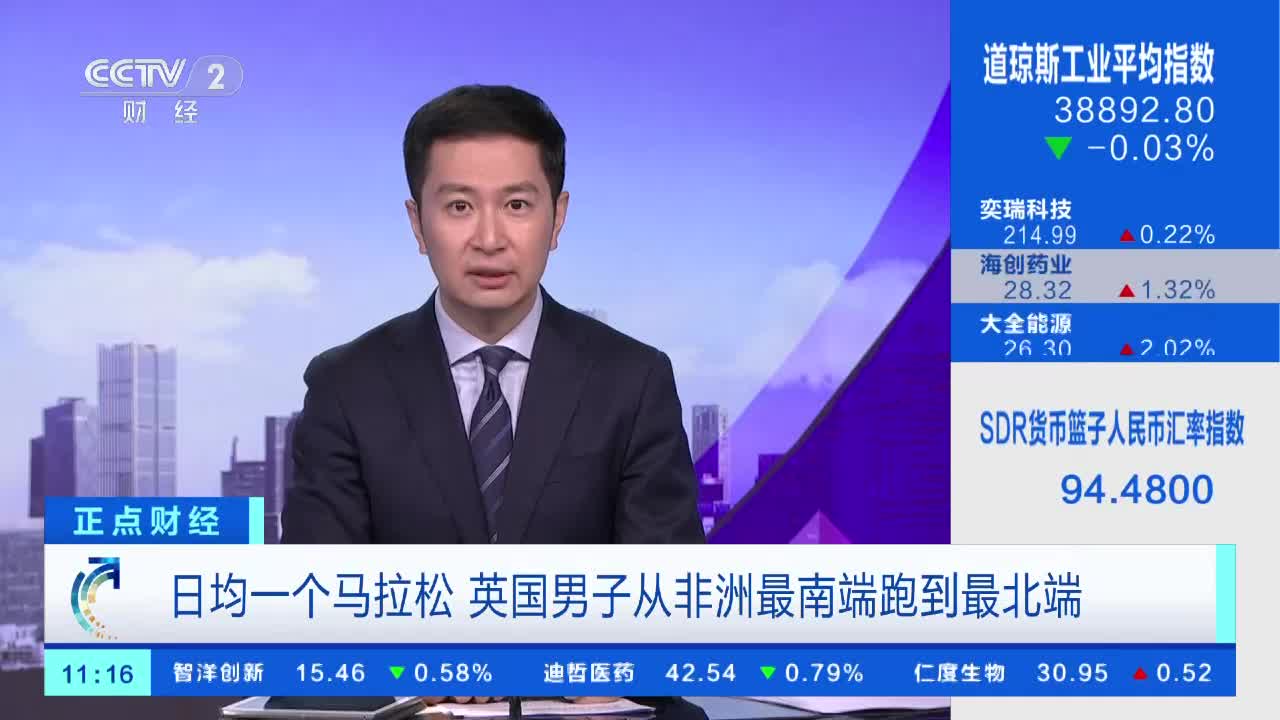 CCTV 2
财 经
道琼斯工业平均指数
38892.80
▼ -0.03%
奕瑞科技
214.99 ▲0.22%
海创药业
28.32 ▲1.32%
大全能源
26.30 ▲2.02%
SDR货币篮子人民币汇率指数
94.4800
正点财经
日均一个马拉松 英国男子从非洲最南端跑到最北端
11:16 智洋创新 15.46 ▼0.58% 迪哲医药 42.54 ▼0.79% 仁度生物 30.95 ▲0.52